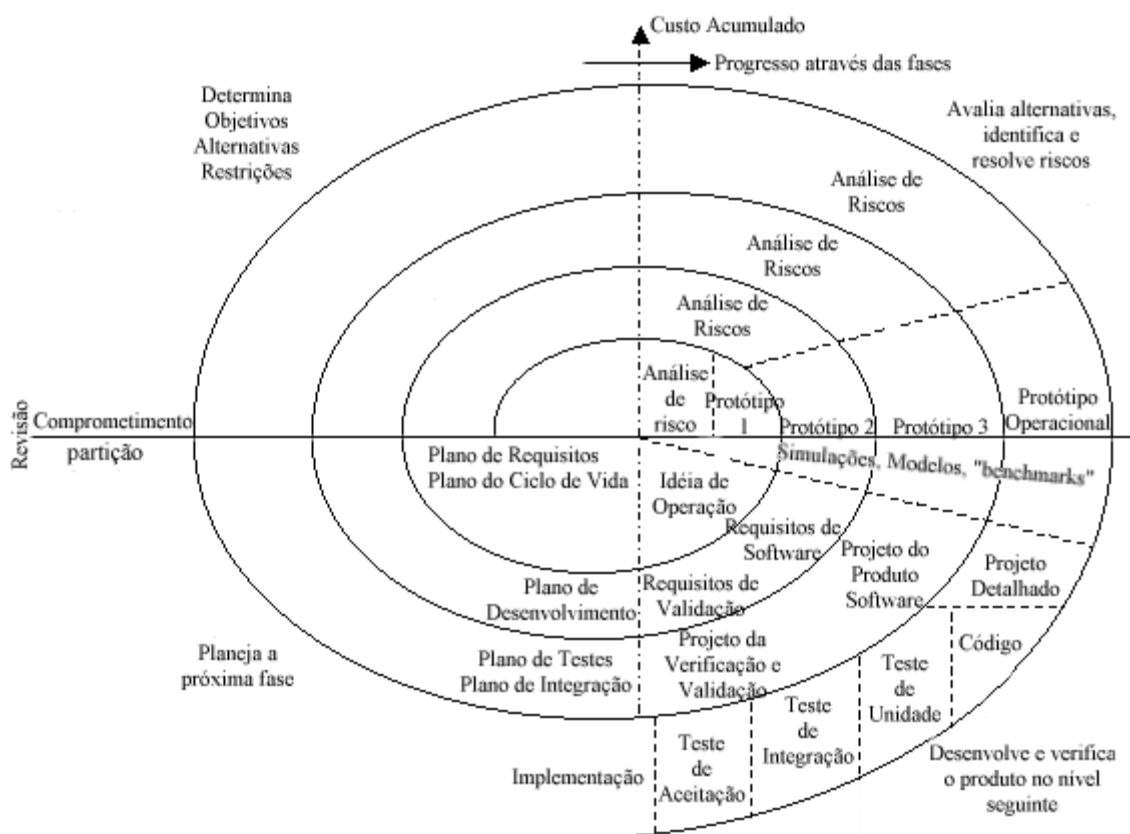 Custo Acumulado
Progresso através das fases
Determina
Objetivos
Alternativas
Restrições
Avalia alternativas,
identifica e
resolve riscos
Análise de
Riscos
Análise de
Riscos
Análise de
Riscos
Análise
de
risco
Protótipo
1
Protótipo 2
Protótipo 3
Protótipo
Operacional
Revisão
Comprometimento
partição
Simulações, Modelos, "benchmarks"
Plano de Requisitos
Plano do Ciclo de Vida
Idéia de
Operação
Requisitos de
Software
Projeto do
Produto
Software
Projeto
Detalhado
Plano de
Desenvolvimento
Requisitos de
Validação
Código
Planeja a
próxima fase
Plano de Testes
Plano de Integração
Projeto da
Verificação e
Validação
Teste
de
Unidade
Teste
de
Integração
Teste
de
Aceitação
Implementação
Desenvolve e verifica
o produto no nível
seguinte